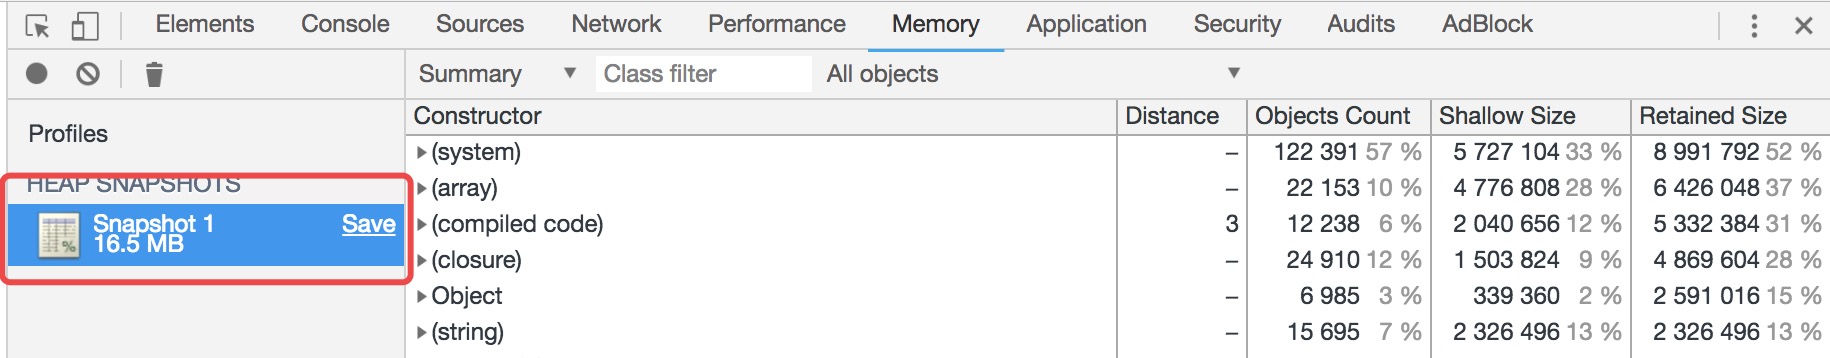 Elements Console Sources Network Performance Memory Application Security Audits AdBlock
Summary Class filter All objects
Profiles
HEAP SNAPSHOTS
Snapshot 1 Save
16.5 MB
Constructor Distance Objects Count Shallow Size Retained Size
(system) – 122 391 57 % 5 727 104 33 % 8 991 792 52 %
(array) – 22 153 10 % 4 776 808 28 % 6 426 048 37 %
(compiled code) 3 12 238 6 % 2 040 656 12 % 5 332 384 31 %
(closure) – 24 910 12 % 1 503 824 9 % 4 869 604 28 %
Object – 6 985 3 % 339 360 2 % 2 591 016 15 %
(string) – 15 695 7 % 2 326 496 13 % 2 326 496 13 %